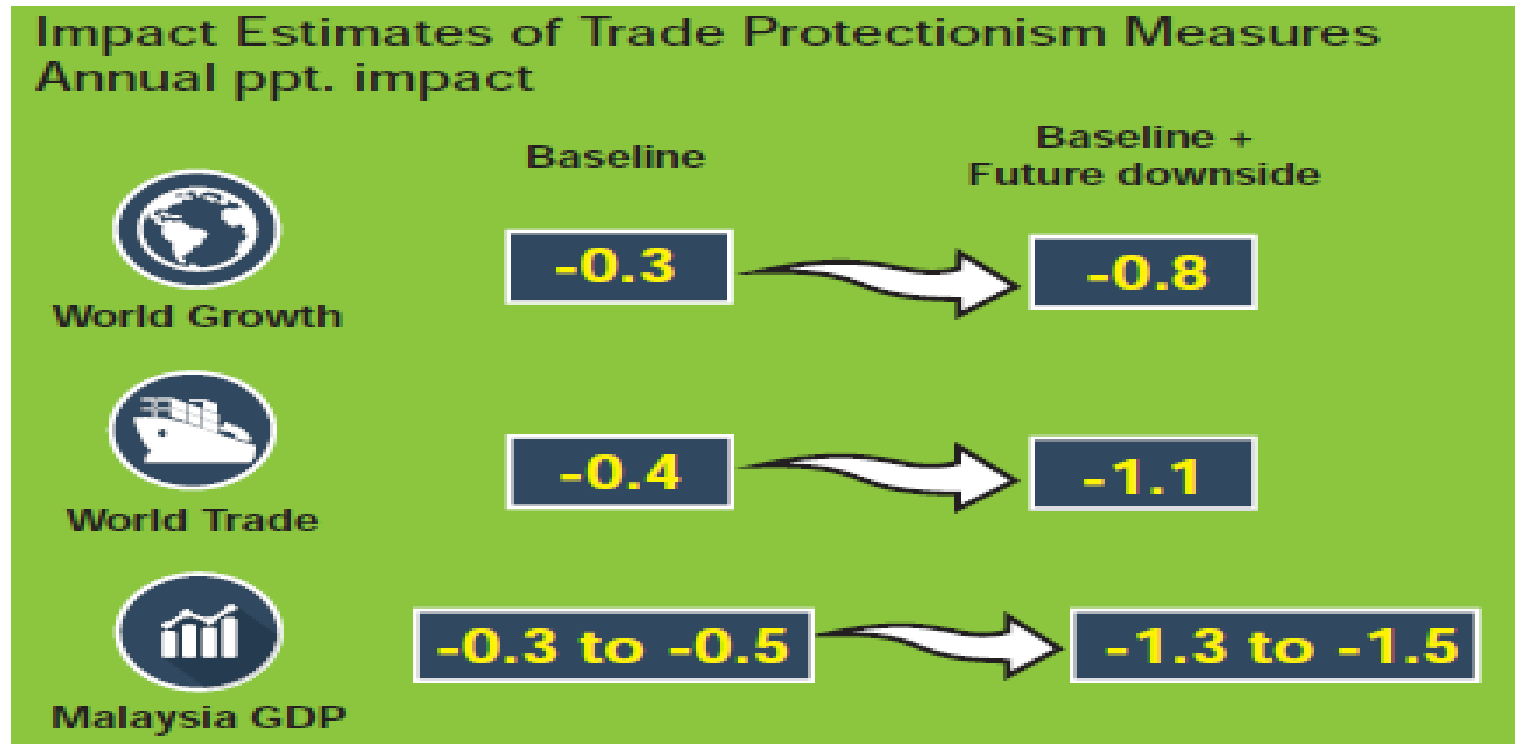 Impact Estimates of Trade Protectionism Measures
Annual ppt. impact
Baseline
Baseline +
Future downside
World Growth
-0.3
-0.8
World Trade
-0.4
-1.1
Malaysia GDP
-0.3 to -0.5
-1.3 to -1.5